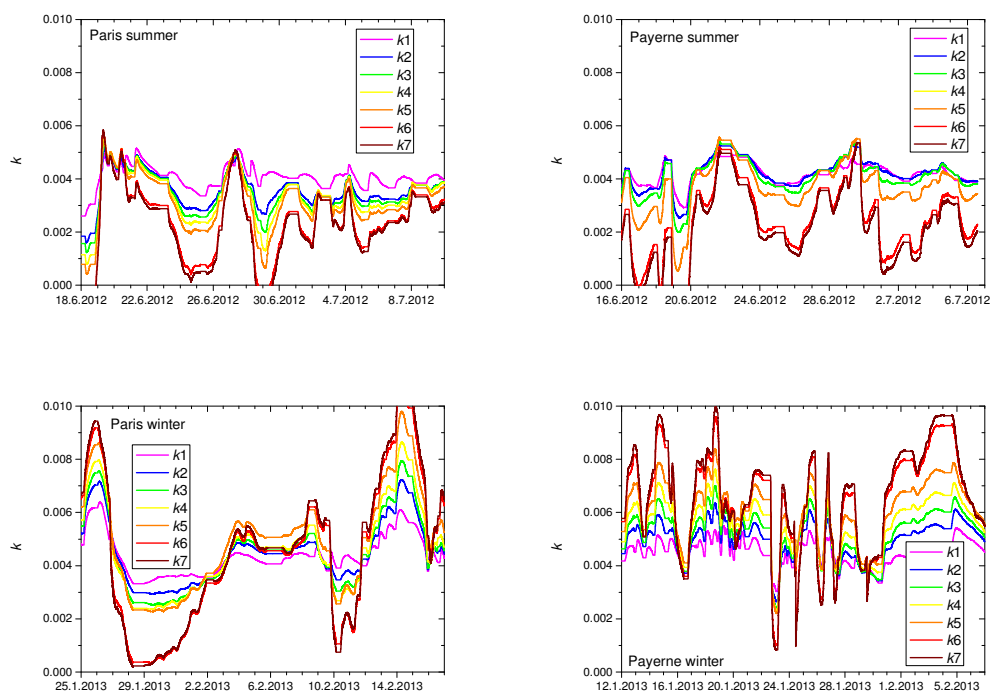 Paris summer
k1
k2
k3
k4
k5
k6
k7
0.010
0.008
0.006
0.004
0.002
0.000
k
18.6.2012 22.6.2012 26.6.2012 30.6.2012 4.7.2012 8.7.2012
Payerne summer
k1
k2
k3
k4
k5
k6
k7
0.010
0.008
0.006
0.004
0.002
0.000
k
16.6.2012 20.6.2012 24.6.2012 28.6.2012 2.7.2012 6.7.2012
Paris winter
k1
k2
k3
k4
k5
k6
k7
0.010
0.008
0.006
0.004
0.002
0.000
k
25.1.2013 29.1.2013 2.2.2013 6.2.2013 10.2.2013 14.2.2013
0.010
0.008
0.006
0.004
0.002
0.000
k
k1
k2
k3
k4
k5
k6
k7
Payerne winter
12.1.2013 16.1.2013 20.1.2013 24.1.2013 28.1.2013 1.2.2013 5.2.2013